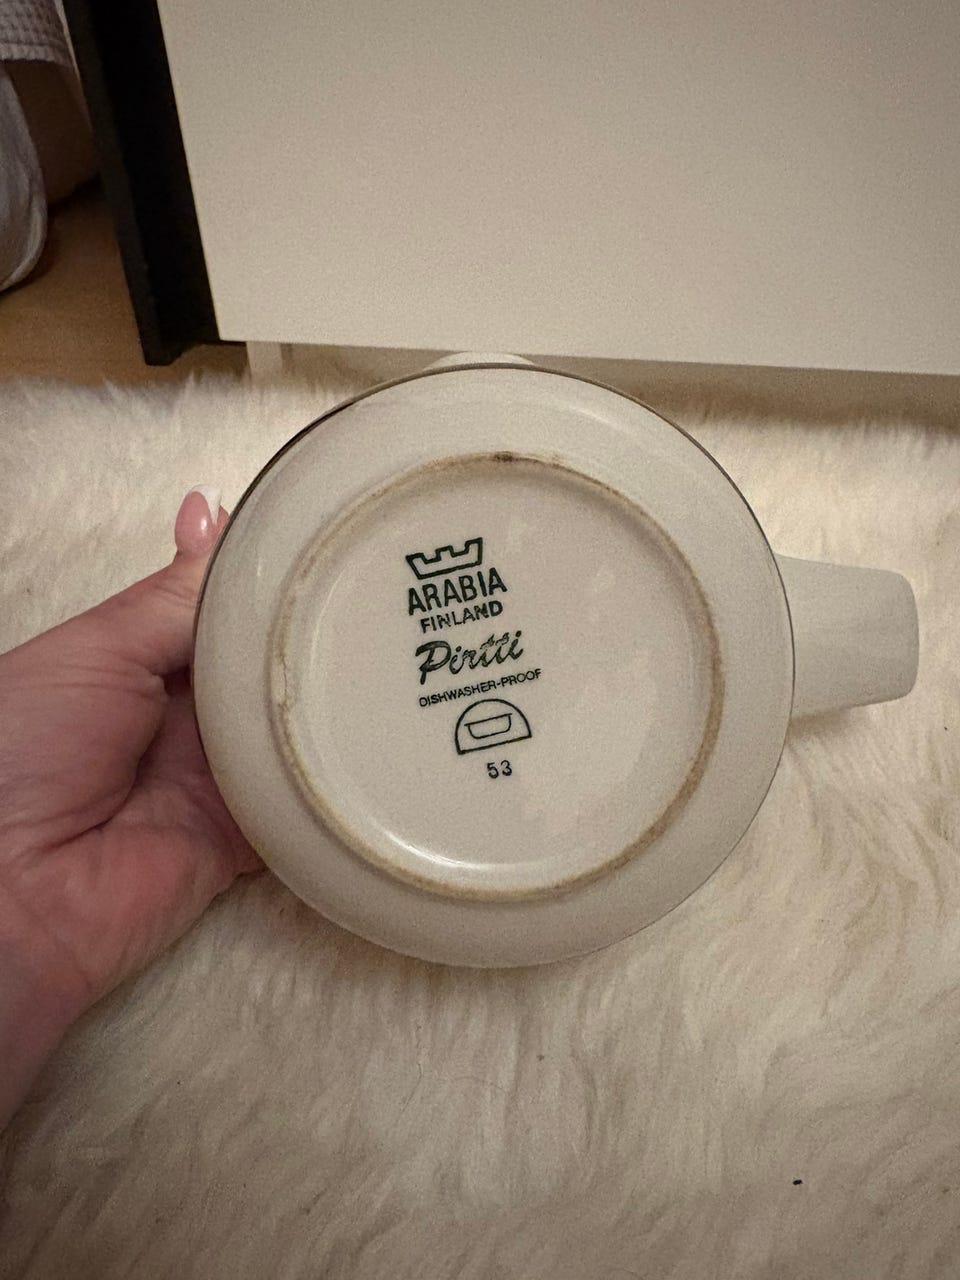 ARABIA
FINLAND
Pirtti
DISHWASHER-PROOF
53